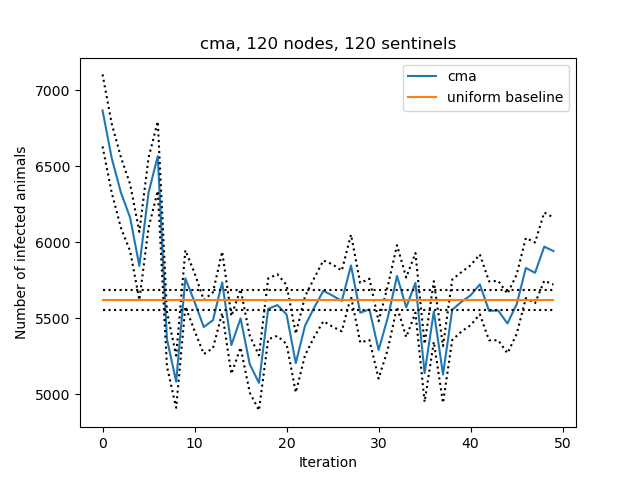 cma, 120 nodes, 120 sentinels
cma
uniform baseline
7000
6500
6000
5500
5000
Number of infected animals
0 10 20 30 40 50
Iteration